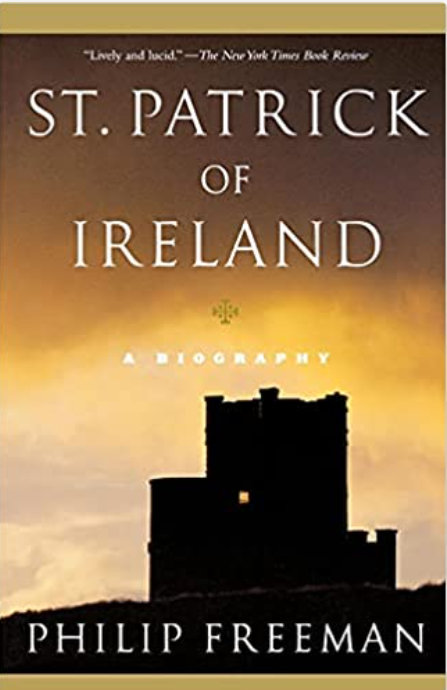 “Lively and lucid.” —The New York Times Book Review
ST. PATRICK
OF
IRELAND
A BIOGRAPHY
PHILIP FREEMAN